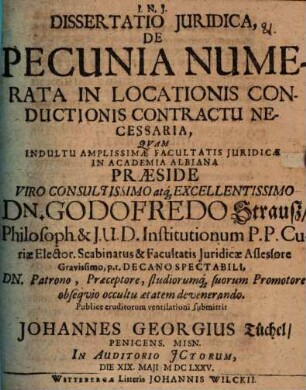 I. N. J.
DISSERTATIO JURIDICA,
DE
PECUNIA NUME-
RATA IN LOCATIONIS CON-
DUCTIONIS CONTRACTU NE-
CESSARIA,
QVAM
INDULTU AMPLISSIMÆ FACULTATIS JURIDICÆ
IN ACADEMIA ALBIANA
PRÆSIDE
VIRO CONSULTISSIMO atq; EXCELLENTISSIMO
DN. GODOFREDO Strauß/
Philosoph. & J.U.D. Institutionum P.P. Cu-
riæ Elector. Scabinatus & Facultatis Juridicæ Assessore
Gravissimo, p.t. DECANO SPECTABILI,
DN. Patrono, Præceptore, studiorumq; suorum Promotore
obseqvio occultu ætatem devenerando.
Publice eruditorum ventilationi submittit
JOHANNES GEORGIUS Tüchel/
PENICENS. MISN.
IN AUDITORIO JCTORUM,
DIE XIX. MAJI M DC LXXV.
WITTEBERGÆ Literis JOHANNIS WILCKII.